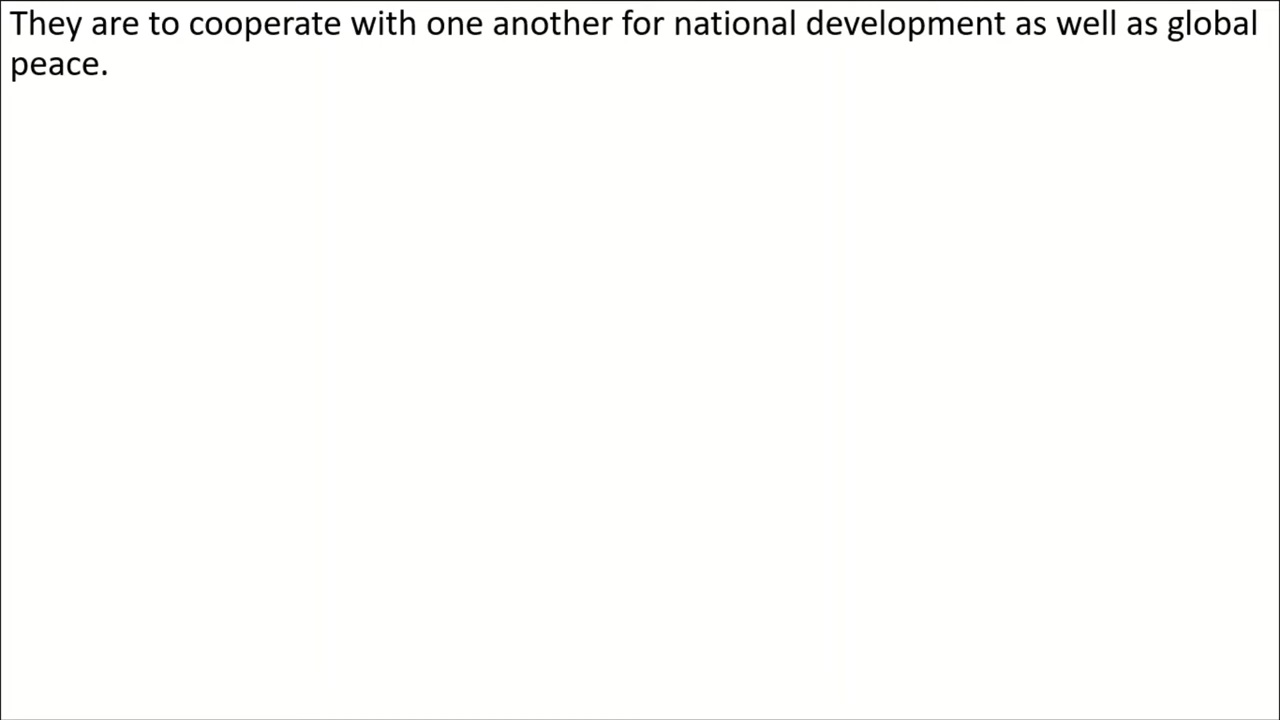 They are to cooperate with one another for national development as well as global
peace.